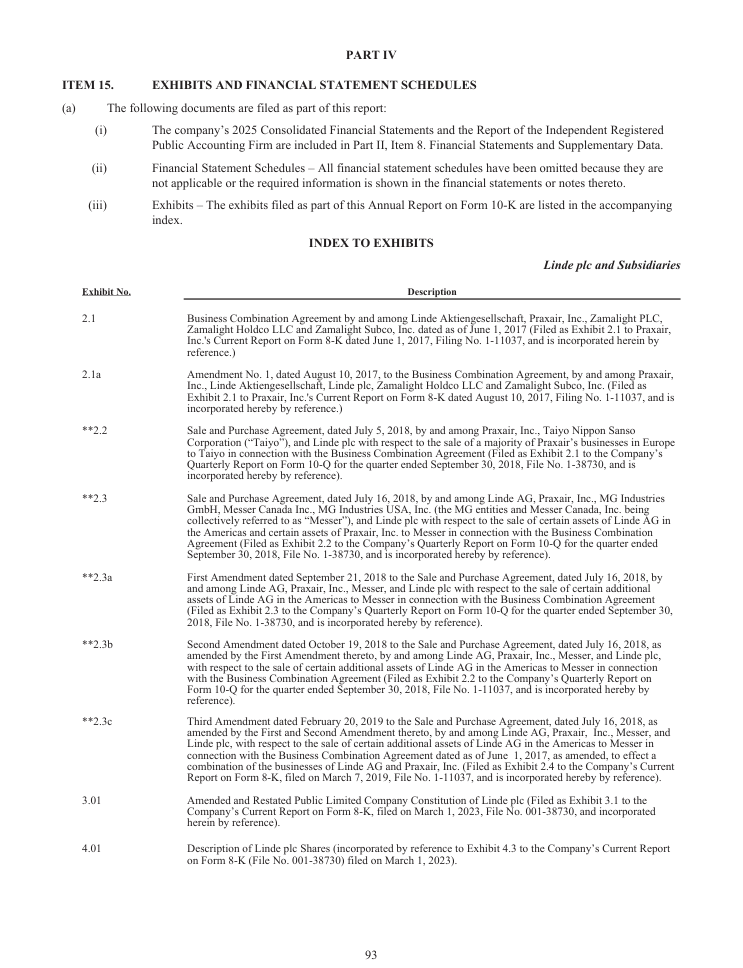 PART IV
ITEM 15. EXHIBITS AND FINANCIAL STATEMENT SCHEDULES
(a) The following documents are filed as part of this report:
(i) The company's 2025 Consolidated Financial Statements and the Report of the Independent Registered
Public Accounting Firm are included in Part II, Item 8. Financial Statements and Supplementary Data.
(ii) Financial Statement Schedules – All financial statement schedules have been omitted because they are
not applicable or the required information is shown in the financial statements or notes thereto.
(iii) Exhibits – The exhibits filed as part of this Annual Report on Form 10-K are listed in the accompanying
index.
INDEX TO EXHIBITS
Linde plc and Subsidiaries
Exhibit No. Description
2.1 Business Combination Agreement by and among Linde Aktiengesellschaft, Praxair, Inc., Zamalight PLC,
Zamalight Holdco LLC and Zamalight Subco, Inc. dated as of June 1, 2017 (Filed as Exhibit 2.1 to Praxair,
Inc.'s Current Report on Form 8-K dated June 1, 2017, Filing No. 1-11037, and is incorporated herein by
reference.)
2.1a Amendment No. 1, dated August 10, 2017, to the Business Combination Agreement, by and among Praxair,
Inc., Linde Aktiengesellschaft, Linde plc, Zamalight Holdco LLC and Zamalight Subco, Inc. (Filed as
Exhibit 2.1 to Praxair, Inc.'s Current Report on Form 8-K dated August 10, 2017, Filing No. 1-11037, and is
incorporated hereby by reference.)
**2.2 Sale and Purchase Agreement, dated July 5, 2018, by and among Praxair, Inc., Taiyo Nippon Sanso
Corporation (“Taiyo”), and Linde plc with respect to the sale of a majority of Praxair’s businesses in Europe
to Taiyo in connection with the Business Combination Agreement (Filed as Exhibit 2.1 to the Company’s
Quarterly Report on Form 10-Q for the quarter ended September 30, 2018, File No. 1-38730, and is
incorporated hereby by reference).
**2.3 Sale and Purchase Agreement, dated July 16, 2018, by and among Linde AG, Praxair, Inc., MG Industries
GmbH, Messer Canada Inc., MG Industries USA, Inc. (the MG entities and Messer Canada, Inc. being
collectively referred to as “Messer”), and Linde plc with respect to the sale of certain assets of Linde AG in
the Americas and certain assets of Praxair, Inc. to Messer in connection with the Business Combination
Agreement (Filed as Exhibit 2.2 to the Company’s Quarterly Report on Form 10-Q for the quarter ended
September 30, 2018, File No. 1-38730, and is incorporated hereby by reference).
**2.3a First Amendment dated September 21, 2018 to the Sale and Purchase Agreement, dated July 16, 2018, by
and among Linde AG, Praxair, Inc., Messer, and Linde plc with respect to the sale of certain additional
assets of Linde AG in the Americas to Messer in connection with the Business Combination Agreement
(Filed as Exhibit 2.3 to the Company’s Quarterly Report on Form 10-Q for the quarter ended September 30,
2018, File No. 1-38730, and is incorporated hereby by reference).
**2.3b Second Amendment dated October 19, 2018 to the Sale and Purchase Agreement, dated July 16, 2018, as
amended by the First Amendment thereto, by and among Linde AG, Praxair, Inc., Messer, and Linde plc,
with respect to the sale of certain additional assets of Linde AG in the Americas to Messer in connection
with the Business Combination Agreement (Filed as Exhibit 2.2 to the Company’s Quarterly Report on
Form 10-Q for the quarter ended September 30, 2018, File No. 1-11037, and is incorporated hereby by
reference).
**2.3c Third Amendment dated February 20, 2019 to the Sale and Purchase Agreement, dated July 16, 2018, as
amended by the First and Second Amendment thereto, by and among Linde AG, Praxair, Inc., Messer, and
Linde plc, with respect to the sale of certain additional assets of Linde AG in the Americas to Messer in
connection with the Business Combination Agreement dated as of June 1, 2017, as amended, to effect a
combination of the businesses of Linde AG and Praxair, Inc. (Filed as Exhibit 2.4 to the Company’s Current
Report on Form 8-K, filed on March 7, 2019, File No. 1-11037, and is incorporated hereby by reference).
3.01 Amended and Restated Public Limited Company Constitution of Linde plc (Filed as Exhibit 3.1 to the
Company’s Current Report on Form 8-K, filed on March 1, 2023, File No. 001-38730, and incorporated
herein by reference).
4.01 Description of Linde plc Shares (incorporated by reference to Exhibit 4.3 to the Company’s Current Report
on Form 8-K (File No. 001-38730) filed on March 1, 2023).
93